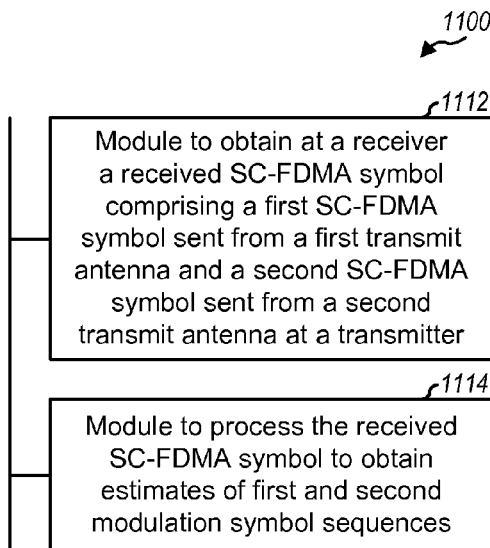 1100
1112
Module to obtain at a receiver
a received SC-FDMA symbol
comprising a first SC-FDMA
symbol sent from a first transmit
antenna and a second SC-FDMA
symbol sent from a second
transmit antenna at a transmitter
1114
Module to process the received
SC-FDMA symbol to obtain
estimates of first and second
modulation symbol sequences